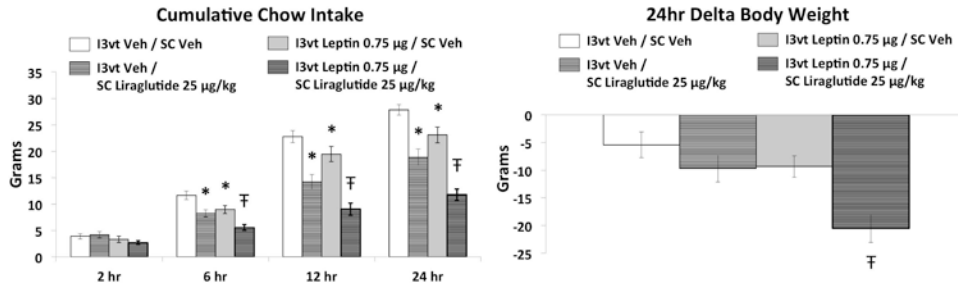 Cumulative Chow Intake
I3vt Veh / SC Veh
I3vt Leptin 0.75 µg / SC Veh
I3vt Veh /
SC Liraglutide 25 µg/kg
I3vt Leptin 0.75 µg /
SC Liraglutide 25 µg/kg
Grams
35
30
25
20
15
10
5
0
* * Ŧ
* * Ŧ
* * Ŧ
2 hr
6 hr
12 hr
24 hr
24hr Delta Body Weight
I3vt Veh / SC Veh
I3vt Leptin 0.75 µg / SC Veh
I3vt Veh /
SC Liraglutide 25 µg/kg
I3vt Leptin 0.75 µg /
SC Liraglutide 25 µg/kg
Grams
0
-5
-10
-15
-20
-25
Ŧ